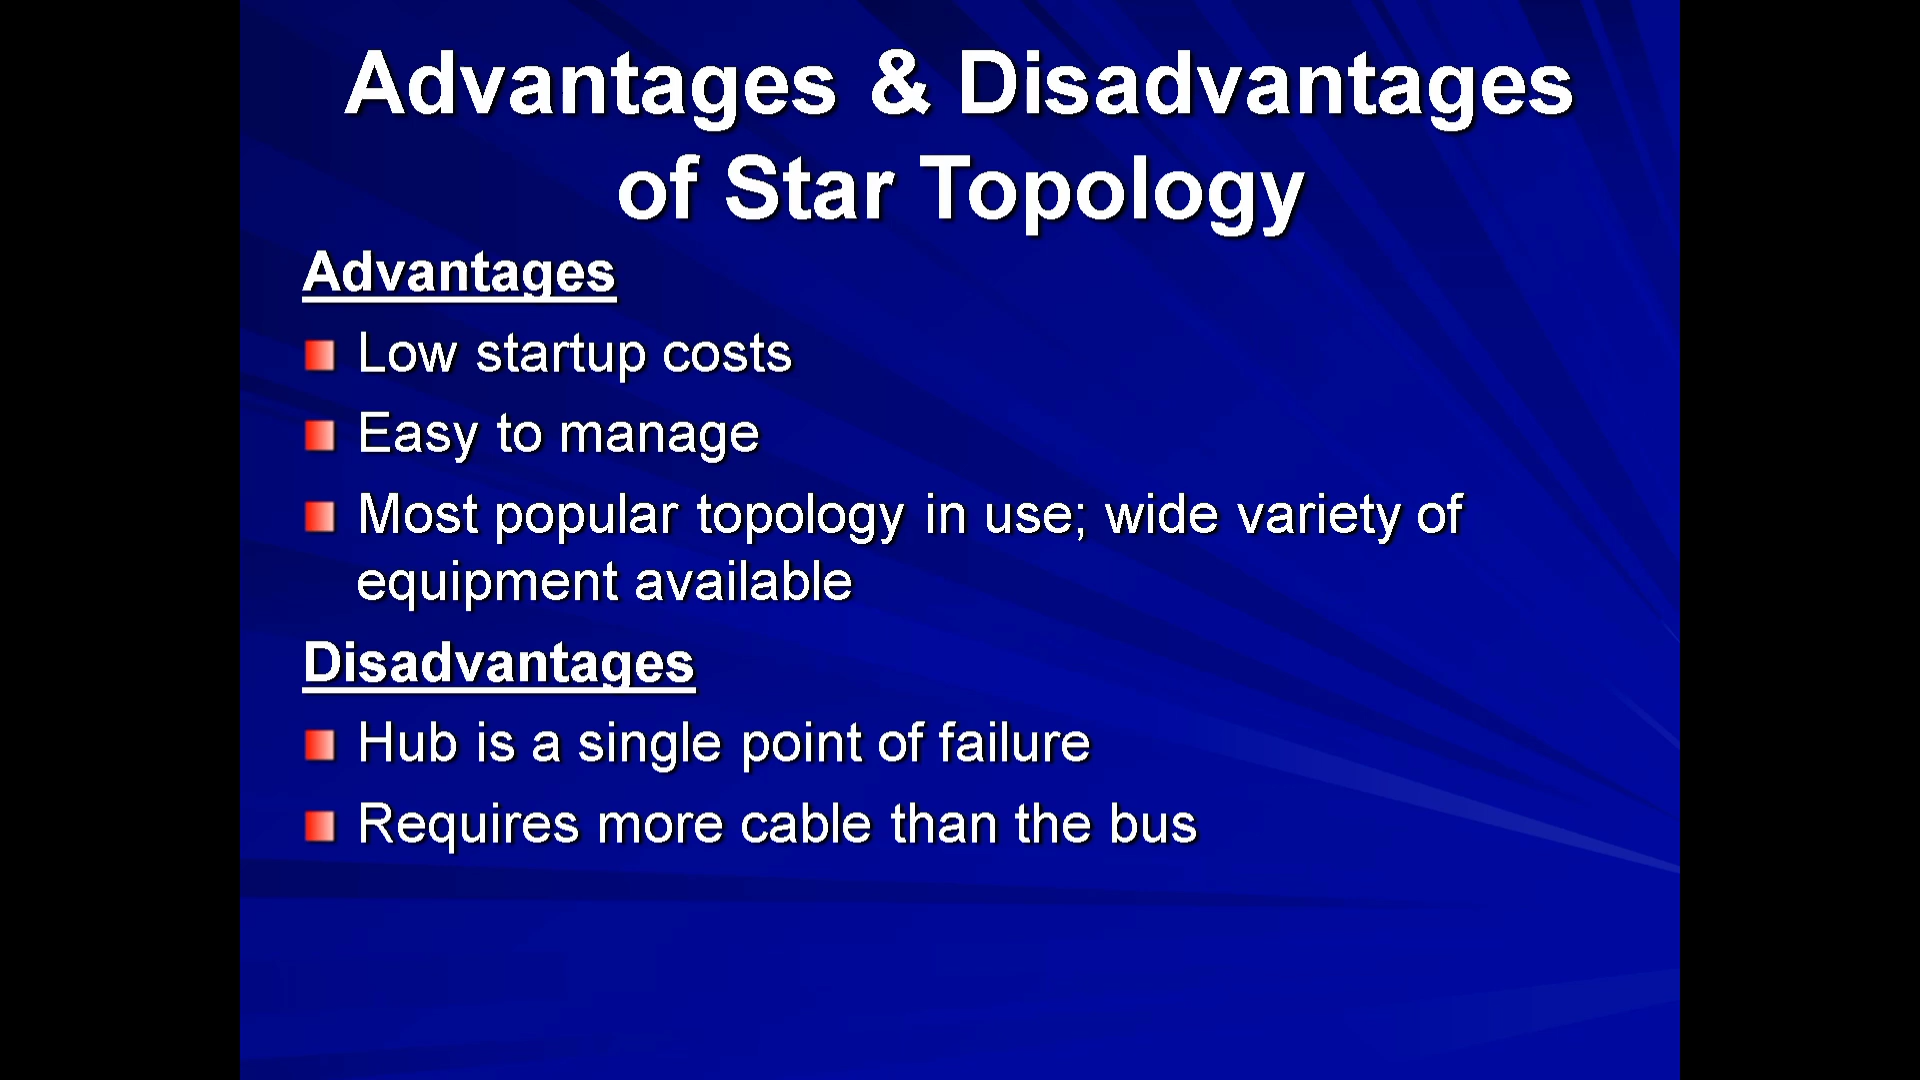 Advantages & Disadvantages
of Star Topology
Advantages
Low startup costs
Easy to manage
Most popular topology in use; wide variety of
equipment available
Disadvantages
Hub is a single point of failure
Requires more cable than the bus